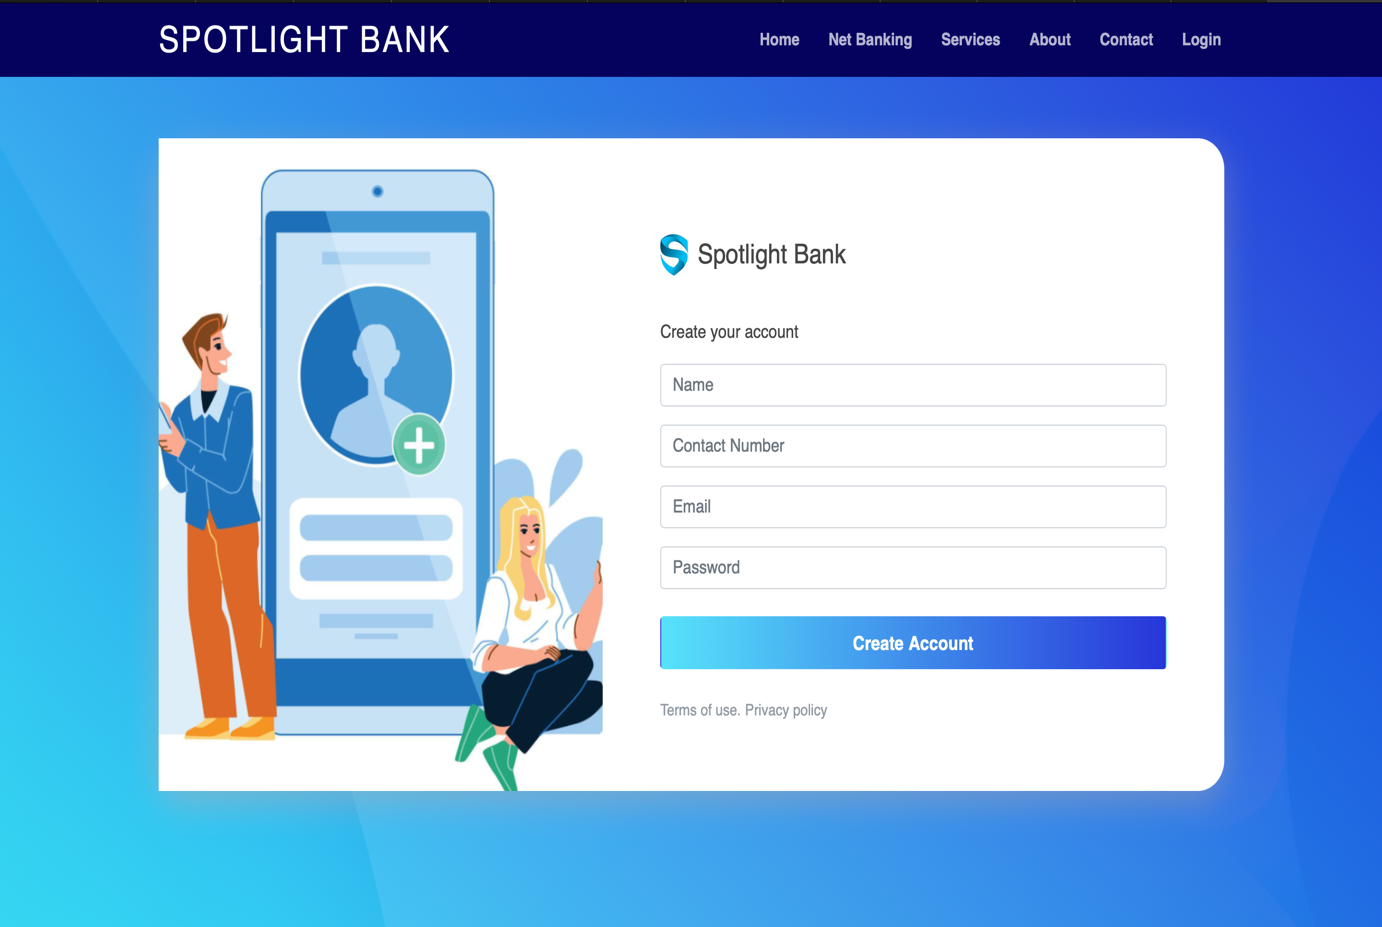 SPOTLIGHT BANK
Home Net Banking Services About Contact Login
Spotlight Bank
Create your account
Name
Contact Number
Email
Password
Create Account
Terms of use. Privacy policy